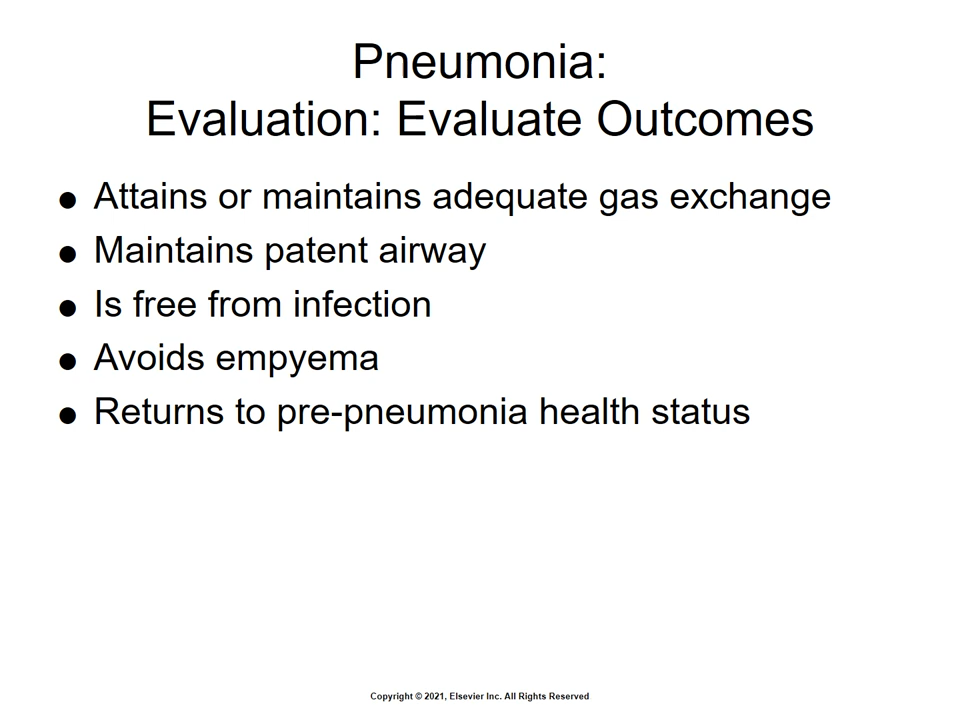 Pneumonia:
Evaluation: Evaluate Outcomes
● Attains or maintains adequate gas exchange
● Maintains patent airway
● Is free from infection
● Avoids empyema
● Returns to pre-pneumonia health status
Copyright © 2021, Elsevier Inc. All Rights Reserved